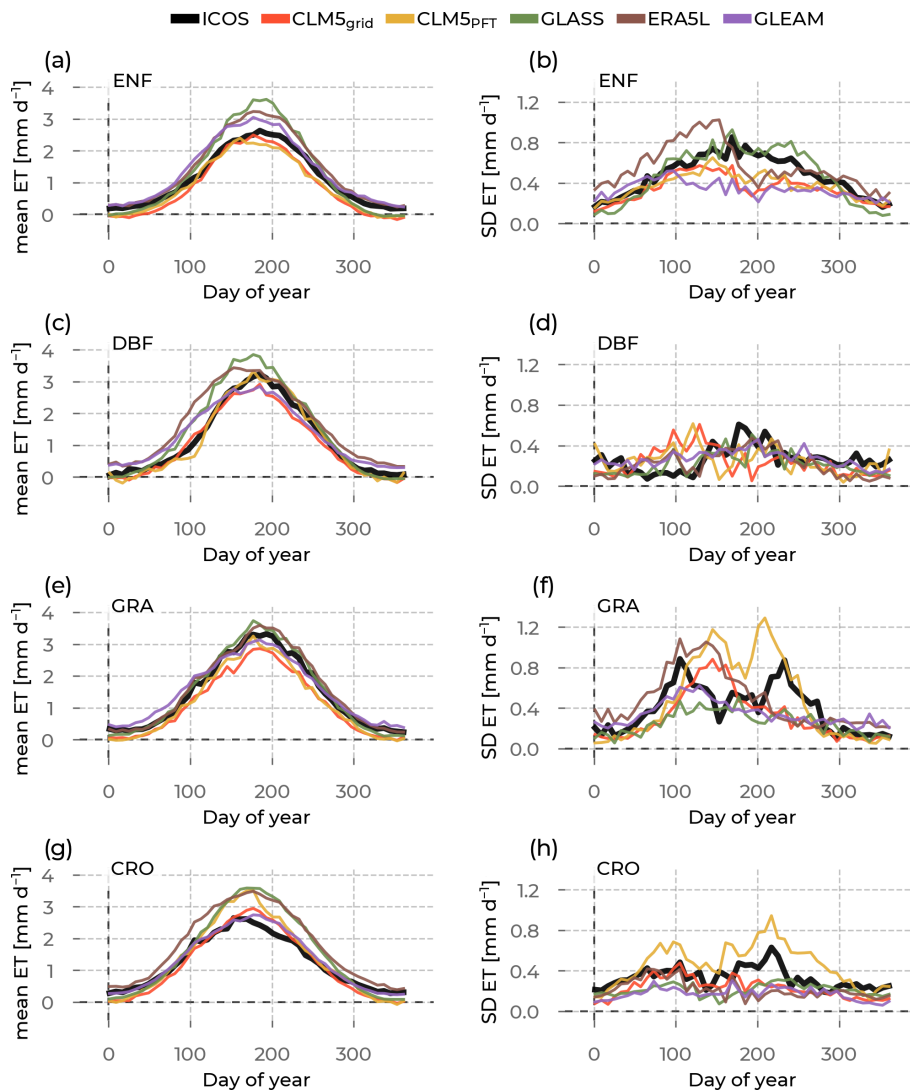 ICOS CLM5grid CLM5PFT GLASS ERA5L GLEAM
(a) ENF
mean ET [mm d⁻¹]
4
3
2
1
0
0 100 200 300
Day of year
(b) ENF
SD ET [mm d⁻¹]
1.2
0.8
0.4
0.0
0 100 200 300
Day of year
(c) DBF
mean ET [mm d⁻¹]
4
3
2
1
0
0 100 200 300
Day of year
(d) DBF
SD ET [mm d⁻¹]
1.2
0.8
0.4
0.0
0 100 200 300
Day of year
(e) GRA
mean ET [mm d⁻¹]
4
3
2
1
0
0 100 200 300
Day of year
(f) GRA
SD ET [mm d⁻¹]
1.2
0.8
0.4
0.0
0 100 200 300
Day of year
(g) CRO
mean ET [mm d⁻¹]
4
3
2
1
0
0 100 200 300
Day of year
(h) CRO
SD ET [mm d⁻¹]
1.2
0.8
0.4
0.0
0 100 200 300
Day of year